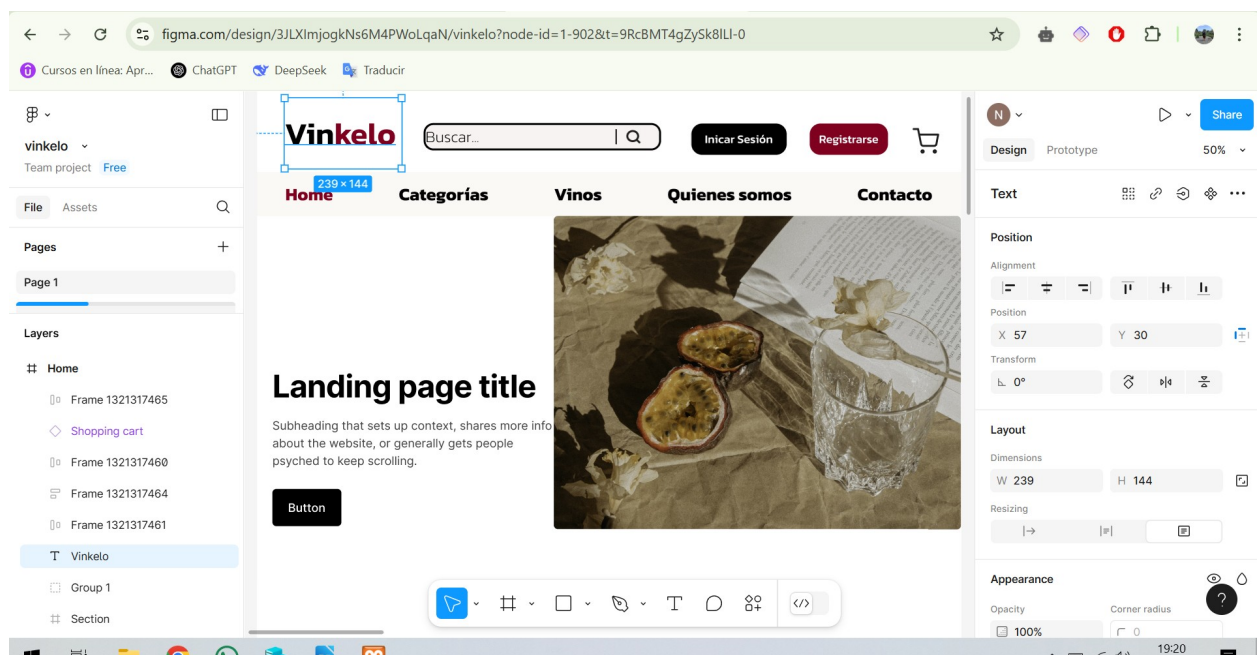 figma.com/design/3JLXImjogkNs6M4PWoLqaN/vinkelo?node-id=1-902&t=9RcBMT4gZySk8lLl-0
Cursos en línea: Apr... ChatGPT DeepSeek Traducir
vinkelo
Team project Free
File Assets
Pages
Page 1
Layers
Home
Frame 1321317465
Shopping cart
Frame 1321317460
Frame 1321317464
Frame 1321317461
Vinkelo
Group 1
Section
Vinkelo
Buscar...
Inicar Sesión
Registrarse
239 × 144
Home Categorías Vinos Quienes somos Contacto
Landing page title
Subheading that sets up context, shares more info
about the website, or generally gets people
psyched to keep scrolling.
Button
N
Share
Design Prototype 50%
Text
Position
Alignment
Position
X 57 Y 30
Transform
0°
Layout
Dimensions
W 239 H 144
Resizing
Appearance
Opacity Corner radius
100% 0
?
19:20